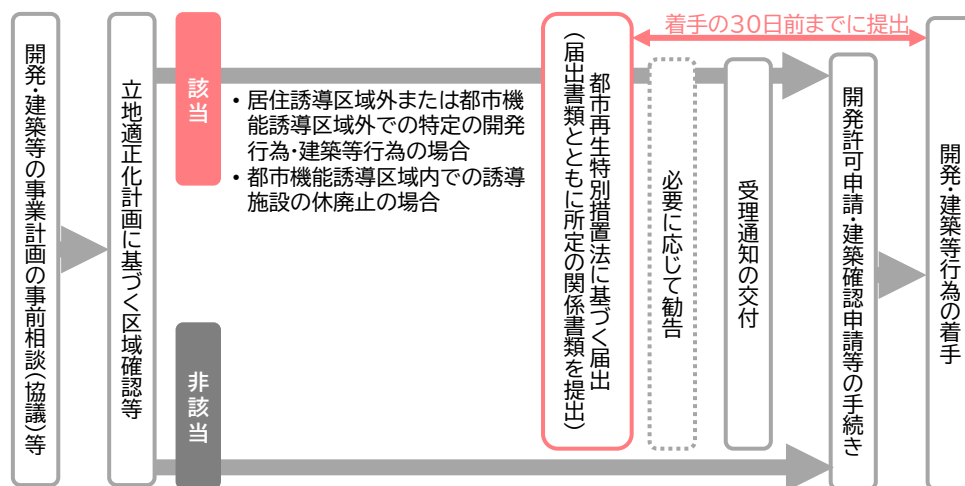 開発・建築等の事業計画の事前相談(協議)等
立地適正化計画に基づく区域確認等
該当
・居住誘導区域外または都市機
能誘導区域外での特定の開発
行為・建築等行為の場合
・都市機能誘導区域内での誘導
施設の休廃止の場合
非該当
都市再生特別措置法に基づく届出
(届出書類とともに所定の関係書類を提出)
着手の30日前までに提出
必要に応じて勧告
受理通知の交付
開発許可申請・建築確認申請等の手続き
開発・建築等行為の着手